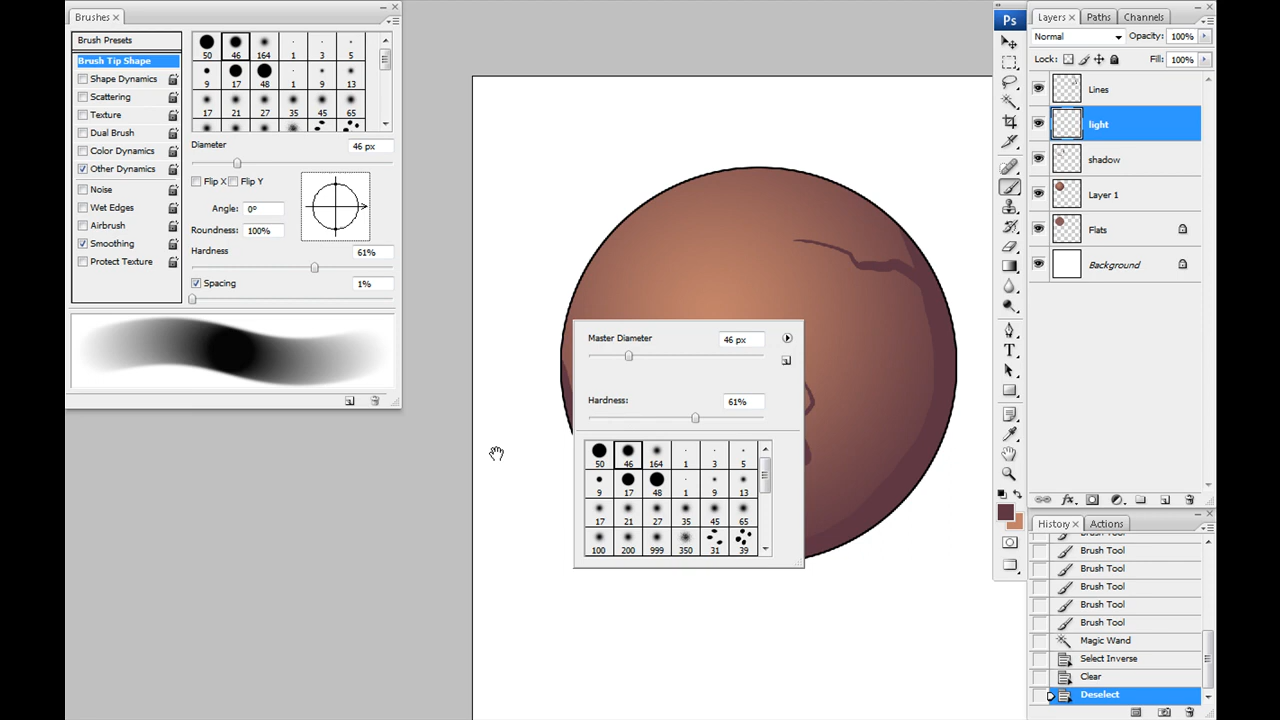 Brushes ×
Brush Presets
Brush Tip Shape
Shape Dynamics
Scattering
Texture
Dual Brush
Color Dynamics
Other Dynamics
Noise
Wet Edges
Airbrush
Smoothing
Protect Texture
50 46 164 1 3 5
9 17 48 1 9 13
17 21 27 35 45 65
Diameter 46 px
Flip X Flip Y
Angle: 0º
Roundness: 100%
Hardness 61%
Spacing 1%
Master Diameter 46 px
Hardness: 61%
50 46 164 1 3 5
9 17 48 1 9 13
17 21 27 35 45 65
100 200 999 350 31 39
Ps
T
Layers × Paths Channels
Normal Opacity: 100%
Lock: Fill: 100%
Lines
light
shadow
Layer 1
Flats
Background
fx
History × Actions
Brush Tool
Brush Tool
Brush Tool
Brush Tool
Brush Tool
Brush Tool
Magic Wand
Select Inverse
Clear
Deselect